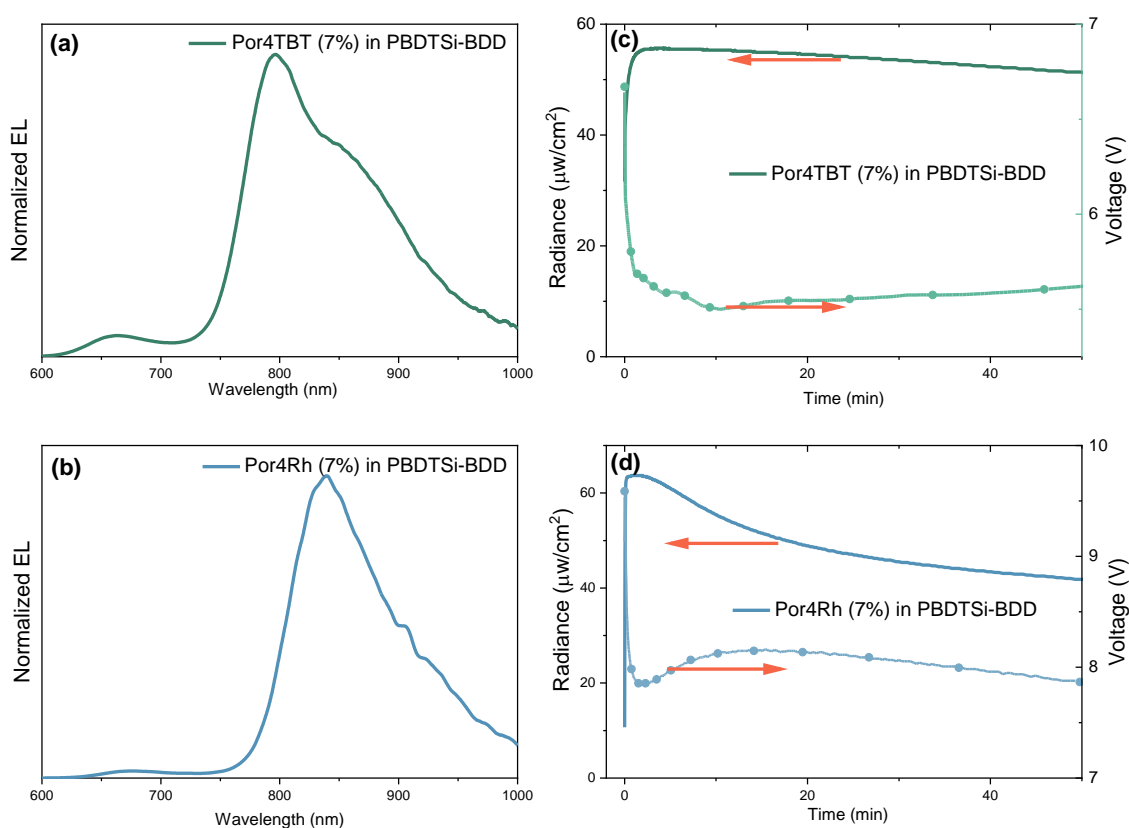 (a)
Por4TBT (7%) in PBDTSi-BDD
Normalized EL
600
700
800
900
1000
Wavelength (nm)
(c)
Por4TBT (7%) in PBDTSi-BDD
Radiance (μw/cm²)
0
10
20
30
40
50
60
Voltage (V)
6
7
0
20
40
Time (min)
(b)
Por4Rh (7%) in PBDTSi-BDD
Normalized EL
600
700
800
900
1000
Wavelength (nm)
(d)
Por4Rh (7%) in PBDTSi-BDD
Radiance (μw/cm²)
0
20
40
60
Voltage (V)
7
8
9
10
0
20
40
Time (min)